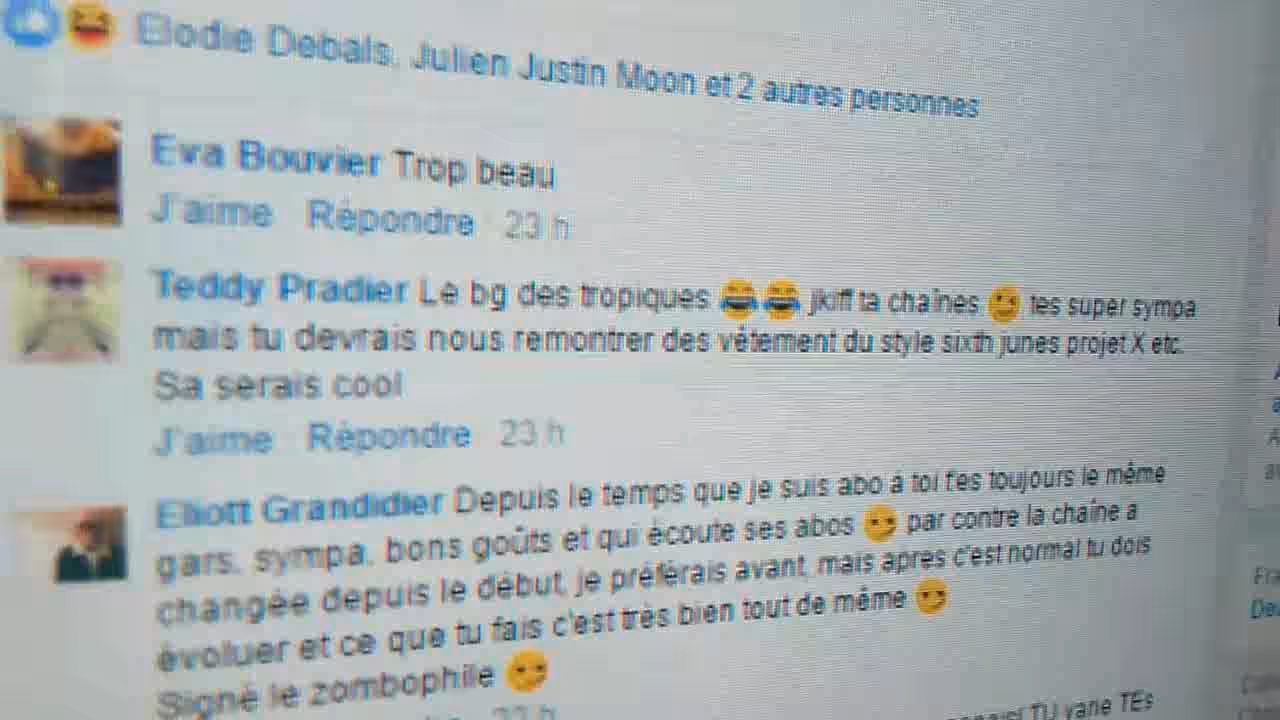 Elodie Debals, Julien Justin Moon et 2 autres personnes
Eva Bouvier Trop beau
J'aime Répondre 23 h
Teddy Pradier Le bg des tropiques 😂😂 jkiff ta chaînes 😉 tes super sympa
mais tu devrais nous remontrer des vêtement du style sixth junes projet X etc.
Sa serais cool
J'aime Répondre 23 h
Eliott Grandidier Depuis le temps que je suis abo à toi t'es toujours le même
gars, sympa, bons goûts et qui écoute ses abos 😏 par contre la chaîne a
changée depuis le début, je préférais avant, mais apres c'est normal tu dois
évoluer et ce que tu fais c'est très bien tout de même 😏
Signé le zombophile 😏
23 h
TU varie TEs